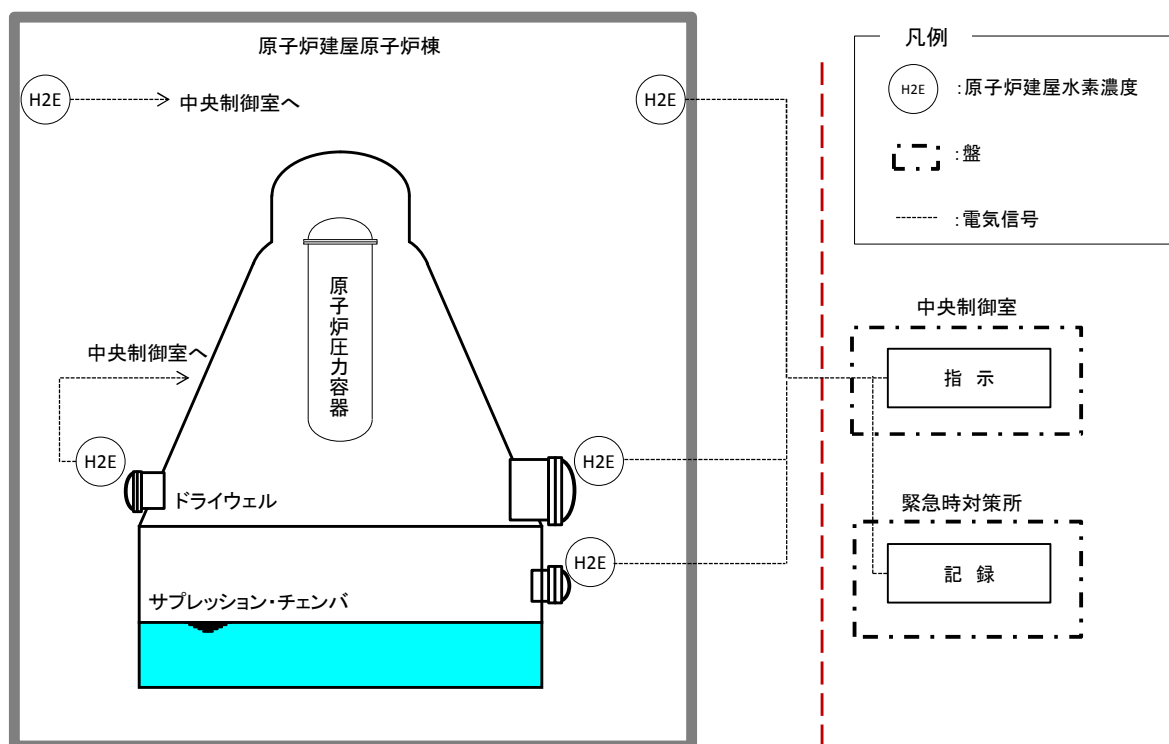 原子炉建屋原子炉棟
H2E
中央制御室へ
H2E
原子炉圧力容器
中央制御室へ
H2E
ドライウェル
H2E
H2E
サプレッション・チェンバ
凡例
H2E
:原子炉建屋水素濃度
:盤
:電気信号
中央制御室
指 示
緊急時対策所
記 録